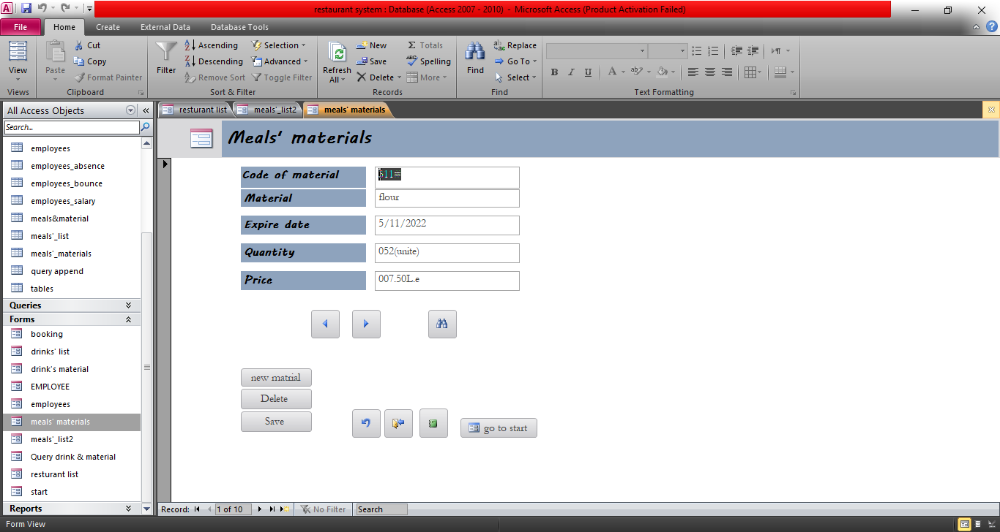 restaurant system : Database (Access 2007 - 2010) - Microsoft Access (Product Activation Failed)
File Home Create External Data Database Tools
View
Views
Paste
Cut
Copy
Format Painter
Clipboard
Filter
Ascending
Descending
Remove Sort
Selection
Advanced
Toggle Filter
Sort & Filter
Refresh
All
New
Save
Delete
Totals
Spelling
More
Records
Find
Replace
Go To
Select
Find
B I U A
Text Formatting
All Access Objects
Search...
employees
employees_absence
employees_bounce
employees_salary
meals&material
meals'_list
meals'_materials
query append
tables
Queries
Forms
booking
drinks' list
drink's material
EMPLOYEE
employees
meals' materials
meals'_list2
Query drink & material
resturant list
start
Reports
resturant list meals'_list2 meals' materials
Meals' materials
Code of material
Material flour
Expire date 5/11/2022
Quantity 052(unite)
Price 007.50L.e
new matrial
Delete
Save
go to start
Record: 1 of 10 No Filter Search
Form View